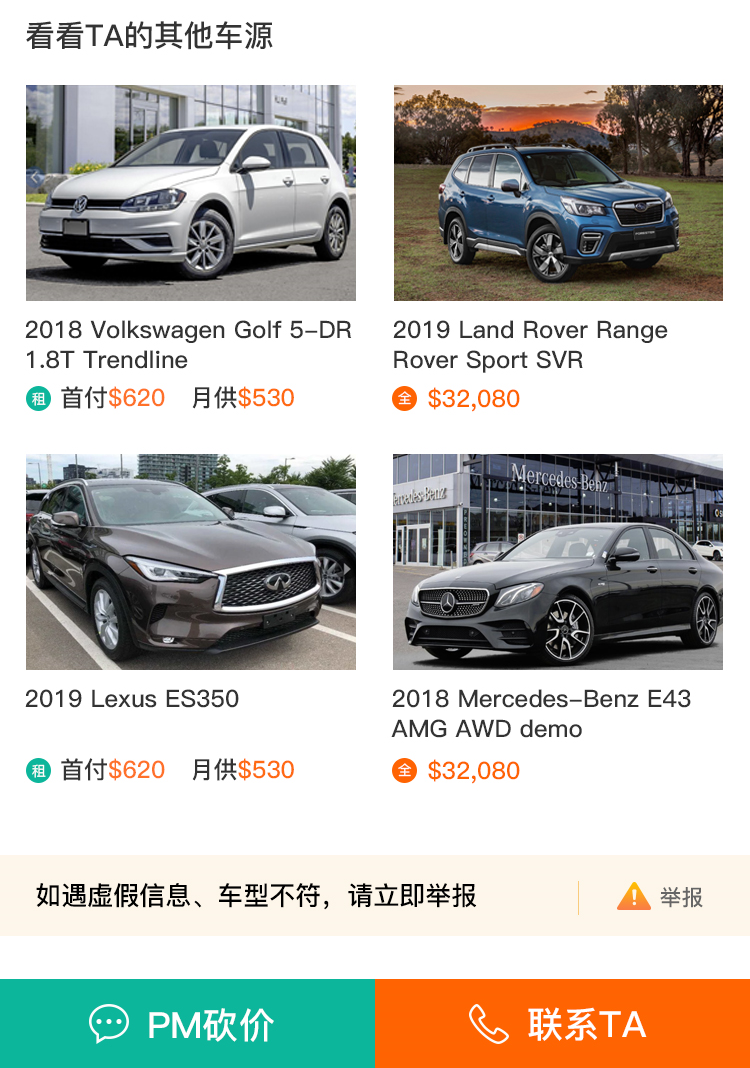 看看TA的其他车源
2018 Volkswagen Golf 5-DR
1.8T Trendline
租 首付$620 月供$530
2019 Land Rover Range
Rover Sport SVR
全 $32,080
Mercedes-Benz
Mercedes-Benz
2019 Lexus ES350
租 首付$620 月供$530
2018 Mercedes-Benz E43
AMG AWD demo
全 $32,080
如遇虚假信息、车型不符，请立即举报
举报
PM砍价
联系TA